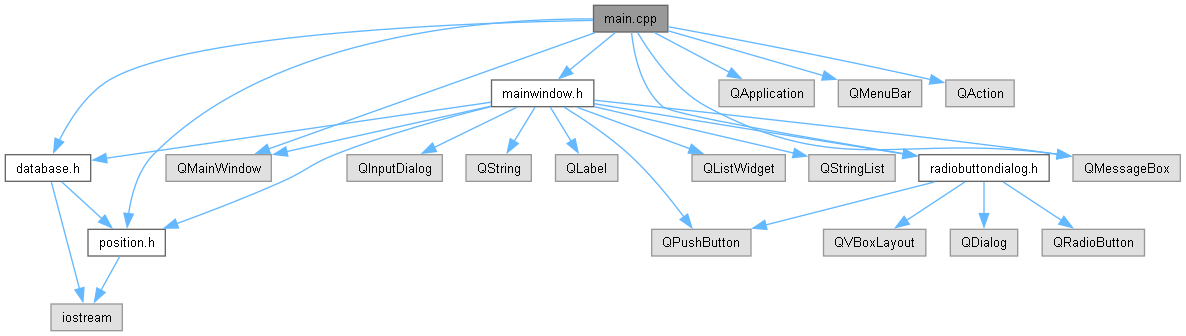 main.cpp
mainwindow.h
QApplication
QMenuBar
QAction
database.h
QMainWindow
QInputDialog
QString
QLabel
QListWidget
QStringList
radiobuttondialog.h
QMessageBox
position.h
QPushButton
QVBoxLayout
QDialog
QRadioButton
iostream